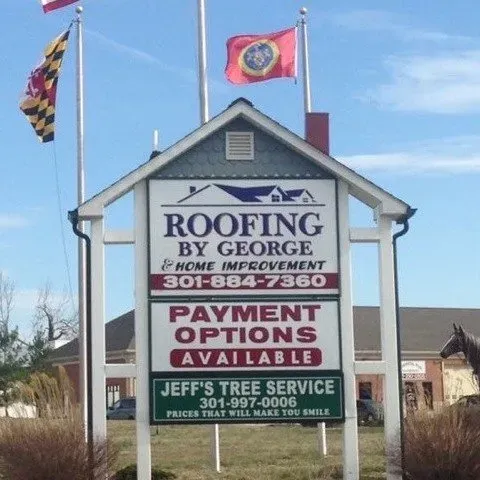 ROOFING
BY GEORGE
& HOME IMPROVEMENT
301-884-7360
PAYMENT
OPTIONS
AVAILABLE
JEFF'S TREE SERVICE
301-997-0006
PRICES THAT WILL MAKE YOU SMILE